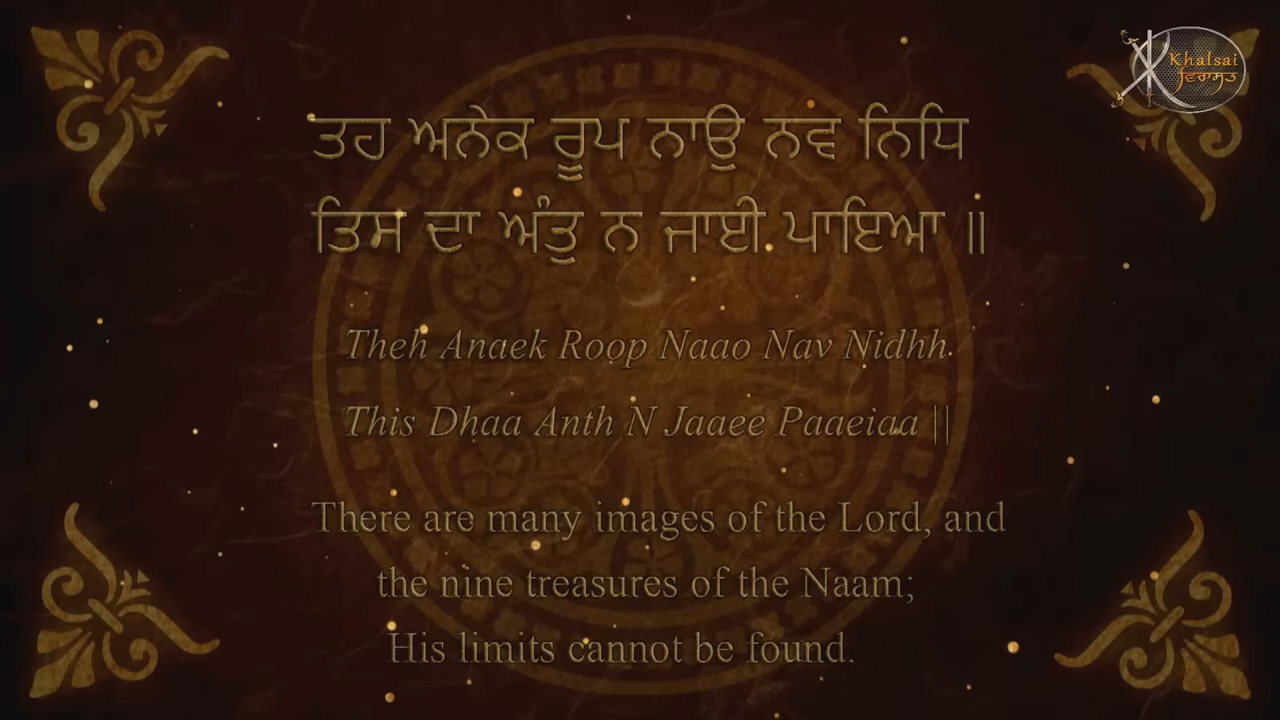 Khalsai
ਵਿਰਾਸਤ
ਤਹ ਅਨੇਕ ਰੂਪ ਨਾਉ ਨਵ ਨਿਧਿ
ਤਿਸ ਦਾ ਅੰਤੁ ਨ ਜਾਈ ਪਾਇਆ ॥
Theh Anaek Roop Naao Nav Nidhh
This Dhaa Anth N Jaaee Paaeiaa ||
There are many images of the Lord, and
the nine treasures of the Naam;
His limits cannot be found.